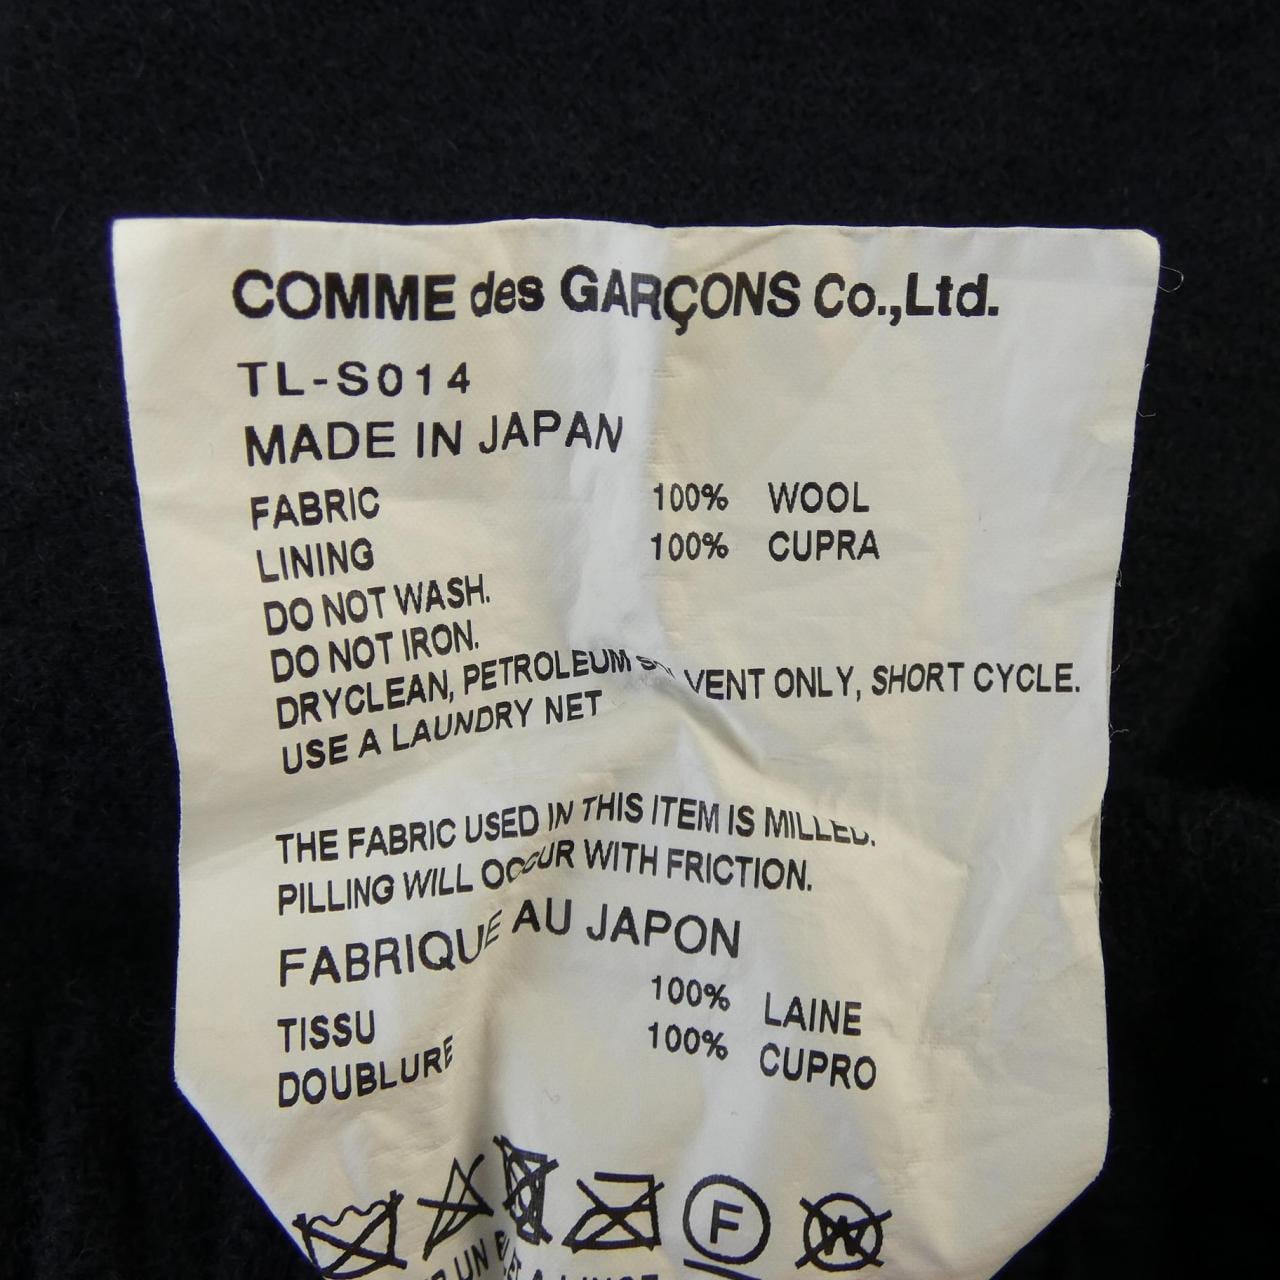 COMME des GARÇONS Co.,Ltd.
TL-S014
MADE IN JAPAN
FABRIC 100% WOOL
LINING 100% CUPRA
DO NOT WASH.
DO NOT IRON.
DRYCLEAN, PETROLEUM SOLVENT ONLY, SHORT CYCLE.
USE A LAUNDRY NET
THE FABRIC USED IN THIS ITEM IS MILLED.
PILLING WILL OCCUR WITH FRICTION.
FABRIQUE AU JAPON
TISSU 100% LAINE
DOUBLURE 100% CUPRO
F W
UN
A